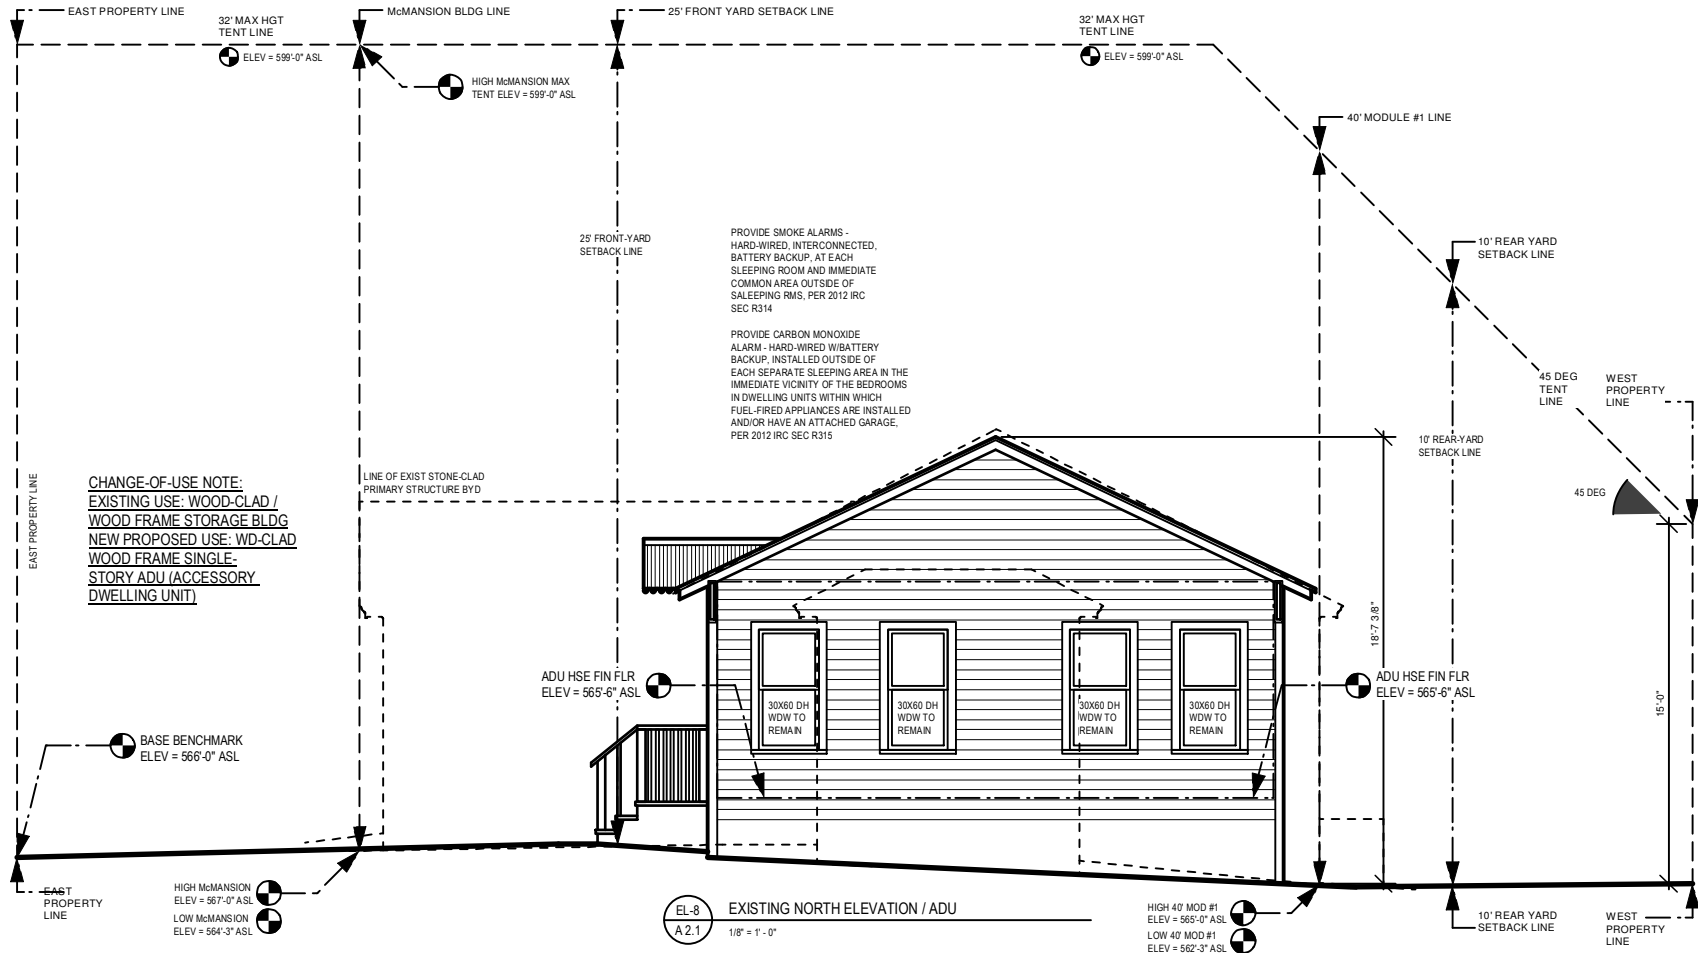 EAST PROPERTY LINE
32' MAX HGT
TENT LINE
ELEV = 599'-0" ASL
McMANSION BLDG LINE
HIGH McMANSION MAX
TENT ELEV = 599'-0" ASL
25' FRONT YARD SETBACK LINE
32' MAX HGT
TENT LINE
ELEV = 599'-0" ASL
40' MODULE #1 LINE
10' REAR YARD
SETBACK LINE
25' FRONT-YARD
SETBACK LINE
PROVIDE SMOKE ALARMS -
HARD-WIRED, INTERCONNECTED,
BATTERY BACKUP, AT EACH
SLEEPING ROOM AND IMMEDIATE
COMMON AREA OUTSIDE OF
SALEEPING RMS, PER 2012 IRC
SEC R314
PROVIDE CARBON MONOXIDE
ALARM - HARD-WIRED W/BATTERY
BACKUP, INSTALLED OUTSIDE OF
EACH SEPARATE SLEEPING AREA IN THE
IMMEDIATE VICINITY OF THE BEDROOMS
IN DWELLING UNITS WITHIN WHICH
FUEL-FIRED APPLIANCES ARE INSTALLED
AND/OR HAVE AN ATTACHED GARAGE,
PER 2012 IRC SEC R315
45 DEG
TENT
LINE
WEST
PROPERTY
LINE
10' REAR-YARD
SETBACK LINE
45 DEG
EAST PROPERTY LINE
CHANGE-OF-USE NOTE:
EXISTING USE: WOOD-CLAD /
WOOD FRAME STORAGE BLDG
NEW PROPOSED USE: WD-CLAD
WOOD FRAME SINGLE-
STORY ADU (ACCESSORY
DWELLING UNIT)
LINE OF EXIST STONE-CLAD
PRIMARY STRUCTURE BYD
18'-7 3/8"
15'-0"
ADU HSE FIN FLR
ELEV = 565'-6" ASL
30X60 DH
WDW TO
REMAIN
30X60 DH
WDW TO
REMAIN
30X60 DH
WDW TO
REMAIN
30X60 DH
WDW TO
REMAIN
ADU HSE FIN FLR
ELEV = 565'-6" ASL
BASE BENCHMARK
ELEV = 566'-0" ASL
EAST
PROPERTY
LINE
HIGH McMANSION
ELEV = 567'-0" ASL
LOW McMANSION
ELEV = 564'-3" ASL
EL-8
A 2.1
EXISTING NORTH ELEVATION / ADU
1/8" = 1' - 0"
HIGH 40' MOD #1
ELEV = 565'-0" ASL
LOW 40' MOD #1
ELEV = 562'-3" ASL
10' REAR YARD
SETBACK LINE
WEST
PROPERTY
LINE